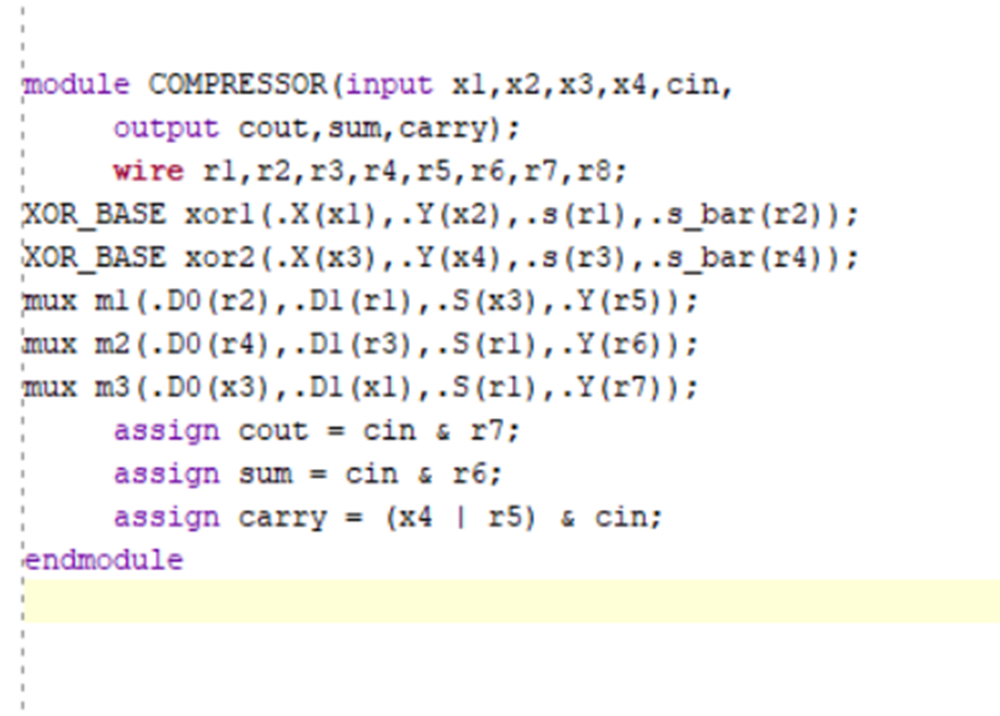 module COMPRESSOR(input x1,x2,x3,x4,cin,
output cout,sum,carry);
wire r1,r2,r3,r4,r5,r6,r7,r8;
XOR_BASE xor1(.X(x1),.Y(x2),.s(r1),.s_bar(r2));
XOR_BASE xor2(.X(x3),.Y(x4),.s(r3),.s_bar(r4));
mux m1(.D0(r2),.D1(r1),.S(x3),.Y(r5));
mux m2(.D0(r4),.D1(r3),.S(r1),.Y(r6));
mux m3(.D0(x3),.D1(x1),.S(r1),.Y(r7));
assign cout = cin & r7;
assign sum = cin & r6;
assign carry = (x4 | r5) & cin;
endmodule